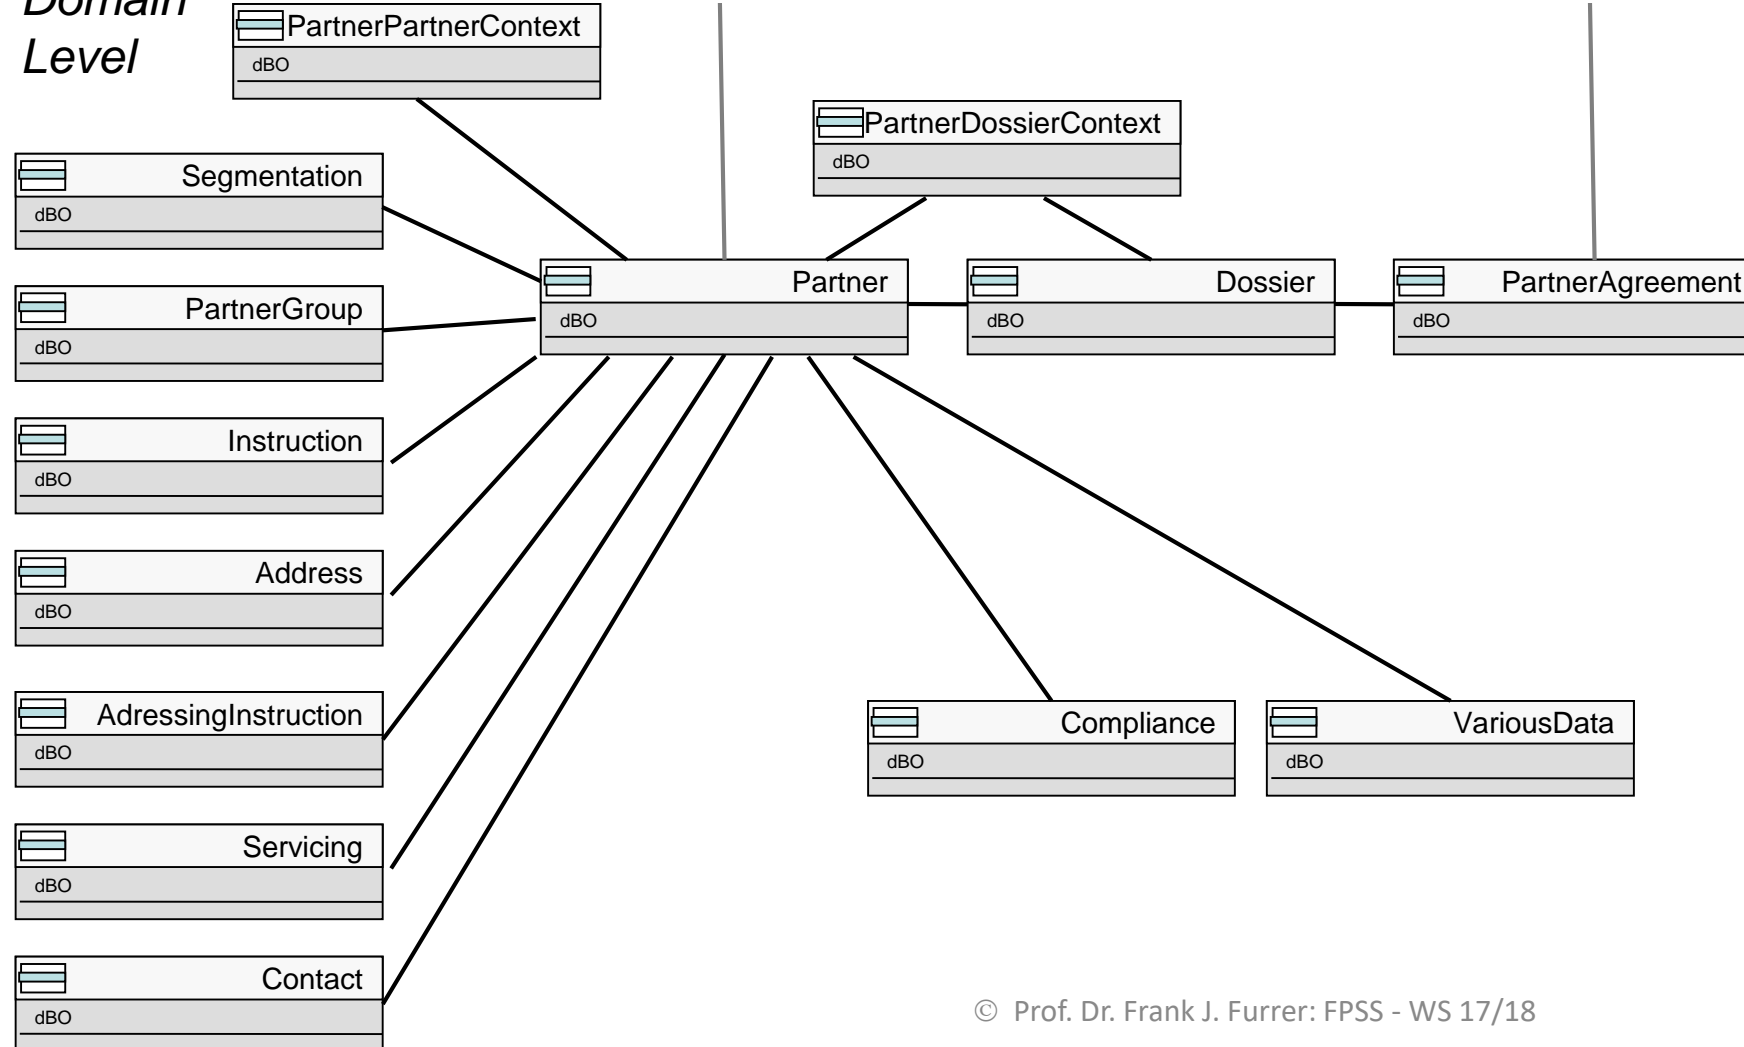 Domain
Level
PartnerPartnerContext
dBO
PartnerDossierContext
dBO
Segmentation
dBO
Partner
dBO
Dossier
dBO
PartnerAgreement
dBO
PartnerGroup
dBO
Instruction
dBO
Address
dBO
AdressingInstruction
dBO
Compliance
dBO
VariousData
dBO
Servicing
dBO
Contact
dBO
© Prof. Dr. Frank J. Furrer: FPSS - WS 17/18